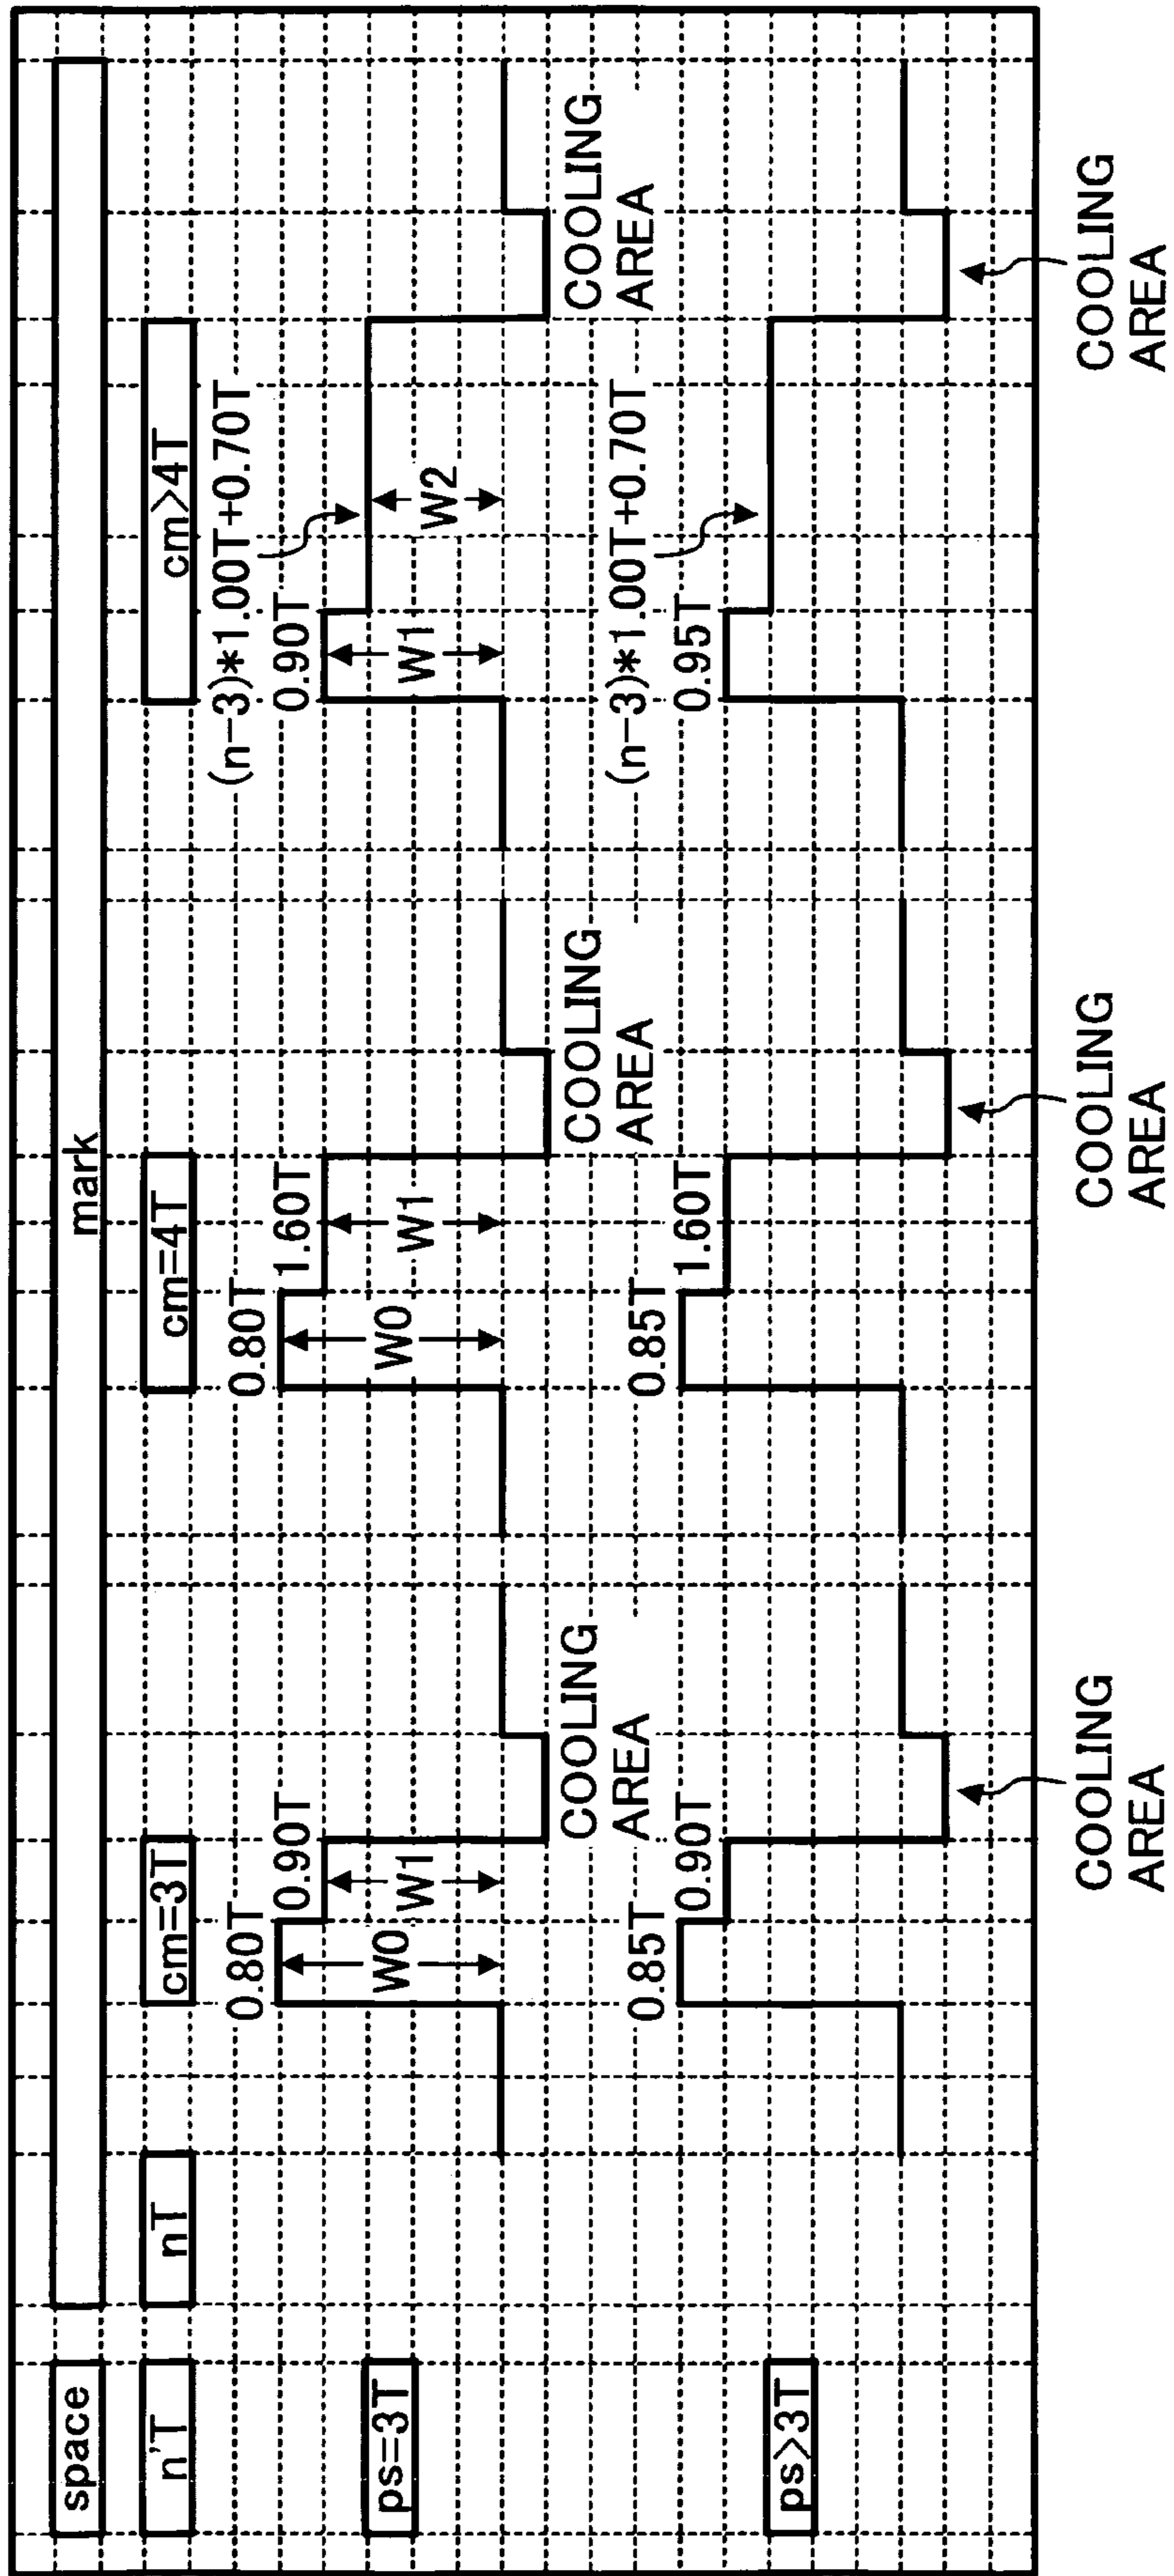 space
mark
n'T
nT
cm=3T
cm=4T
cm>4T
ps=3T
0.80T
0.90T
W0
W1
COOLING
AREA
0.80T
1.60T
W0
W1
COOLING
AREA
(n-3)*1.00T+0.70T
0.90T
W1
W2
COOLING
AREA
ps>3T
0.85T
0.90T
COOLING
AREA
0.85T
1.60T
COOLING
AREA
(n-3)*1.00T+0.70T
0.95T
COOLING
AREA